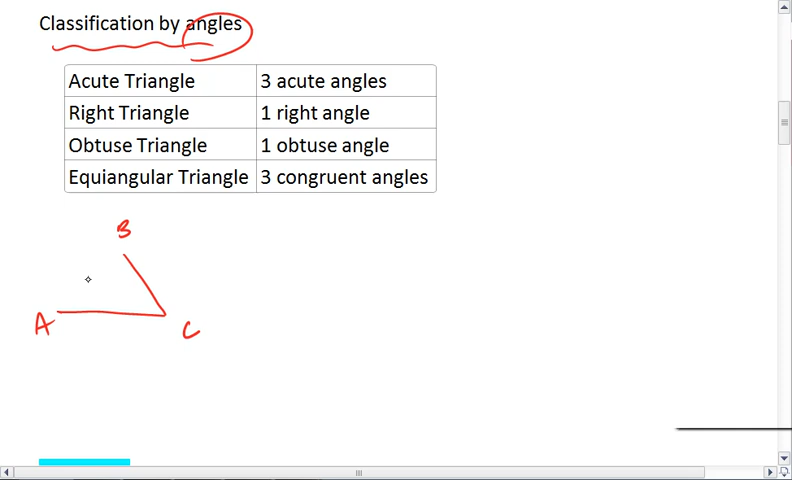 Classification by angles
Acute Triangle 3 acute angles
Right Triangle 1 right angle
Obtuse Triangle 1 obtuse angle
Equiangular Triangle 3 congruent angles
B
A C